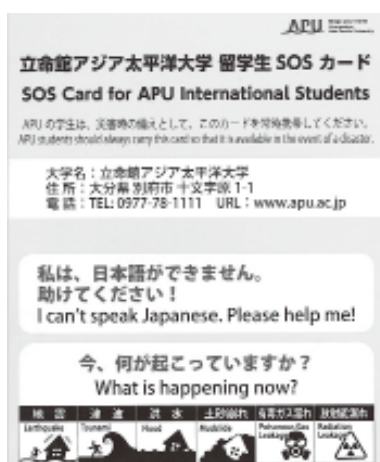 APU
立命館アジア太平洋大学 留学生 SOS カード
SOS Card for APU International Students
APU の学生は、災害時の備えとして、このカードを常時携帯してください。
APU students should always carry this card so that it is available in the event of a disaster.
大学名：立命館アジア太平洋大学
住所：大分県 別府市 十文字原 1-1
電話：TEL: 0977-78-1111 URL：www.apu.ac.jp
私は、日本語ができません。
助けてください！
I can't speak Japanese. Please help me!
今、何が起こっていますか？
What is happening now?
地震 津波 洪水 土砂崩れ 有毒ガス漏れ 放射能漏れ
Earthquake Tsunami Flood Mudslide Poisonous Gas Leakage Radiation Leakage